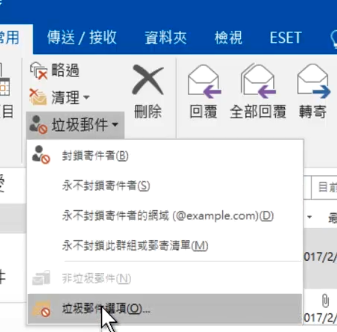 常用 傳送 / 接收 資料夾 檢視 ESET
略過
清理
垃圾郵件
刪除
回覆 全部回覆 轉寄
封鎖寄件者(B)
永不封鎖寄件者(S)
永不封鎖寄件者的網域 (@example.com)(D)
永不封鎖此群組或郵寄清單(M)
非垃圾郵件(N)
垃圾郵件選項(O)...
目前
017/2/
017/2/